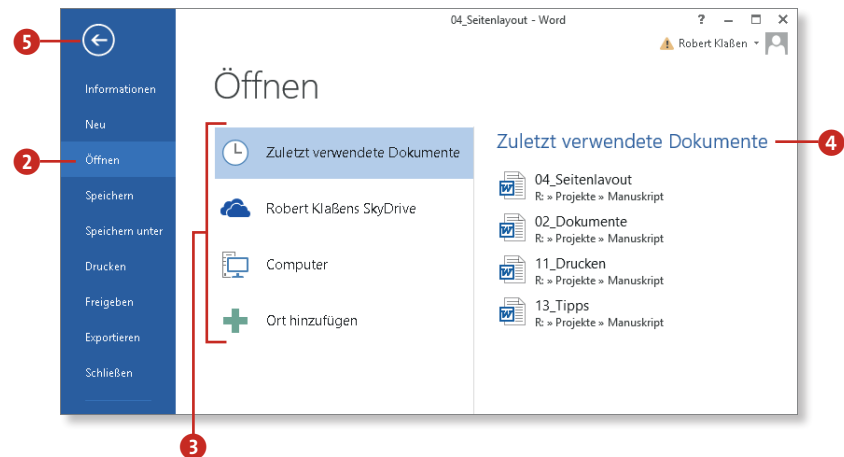 04_Seitenlayout - Word
?
Robert Klaßen
5
Informationen
Neu
2
Öffnen
Speichern
Speichern unter
Drucken
Freigeben
Exportieren
Schließen
Öffnen
Zuletzt verwendete Dokumente
Robert Klaßens SkyDrive
Computer
Ort hinzufügen
3
Zuletzt verwendete Dokumente
4
04_Seitenlayout
R: » Projekte » Manuskript
02_Dokumente
R: » Projekte » Manuskript
11_Drucken
R: » Projekte » Manuskript
13_Tipps
R: » Projekte » Manuskript